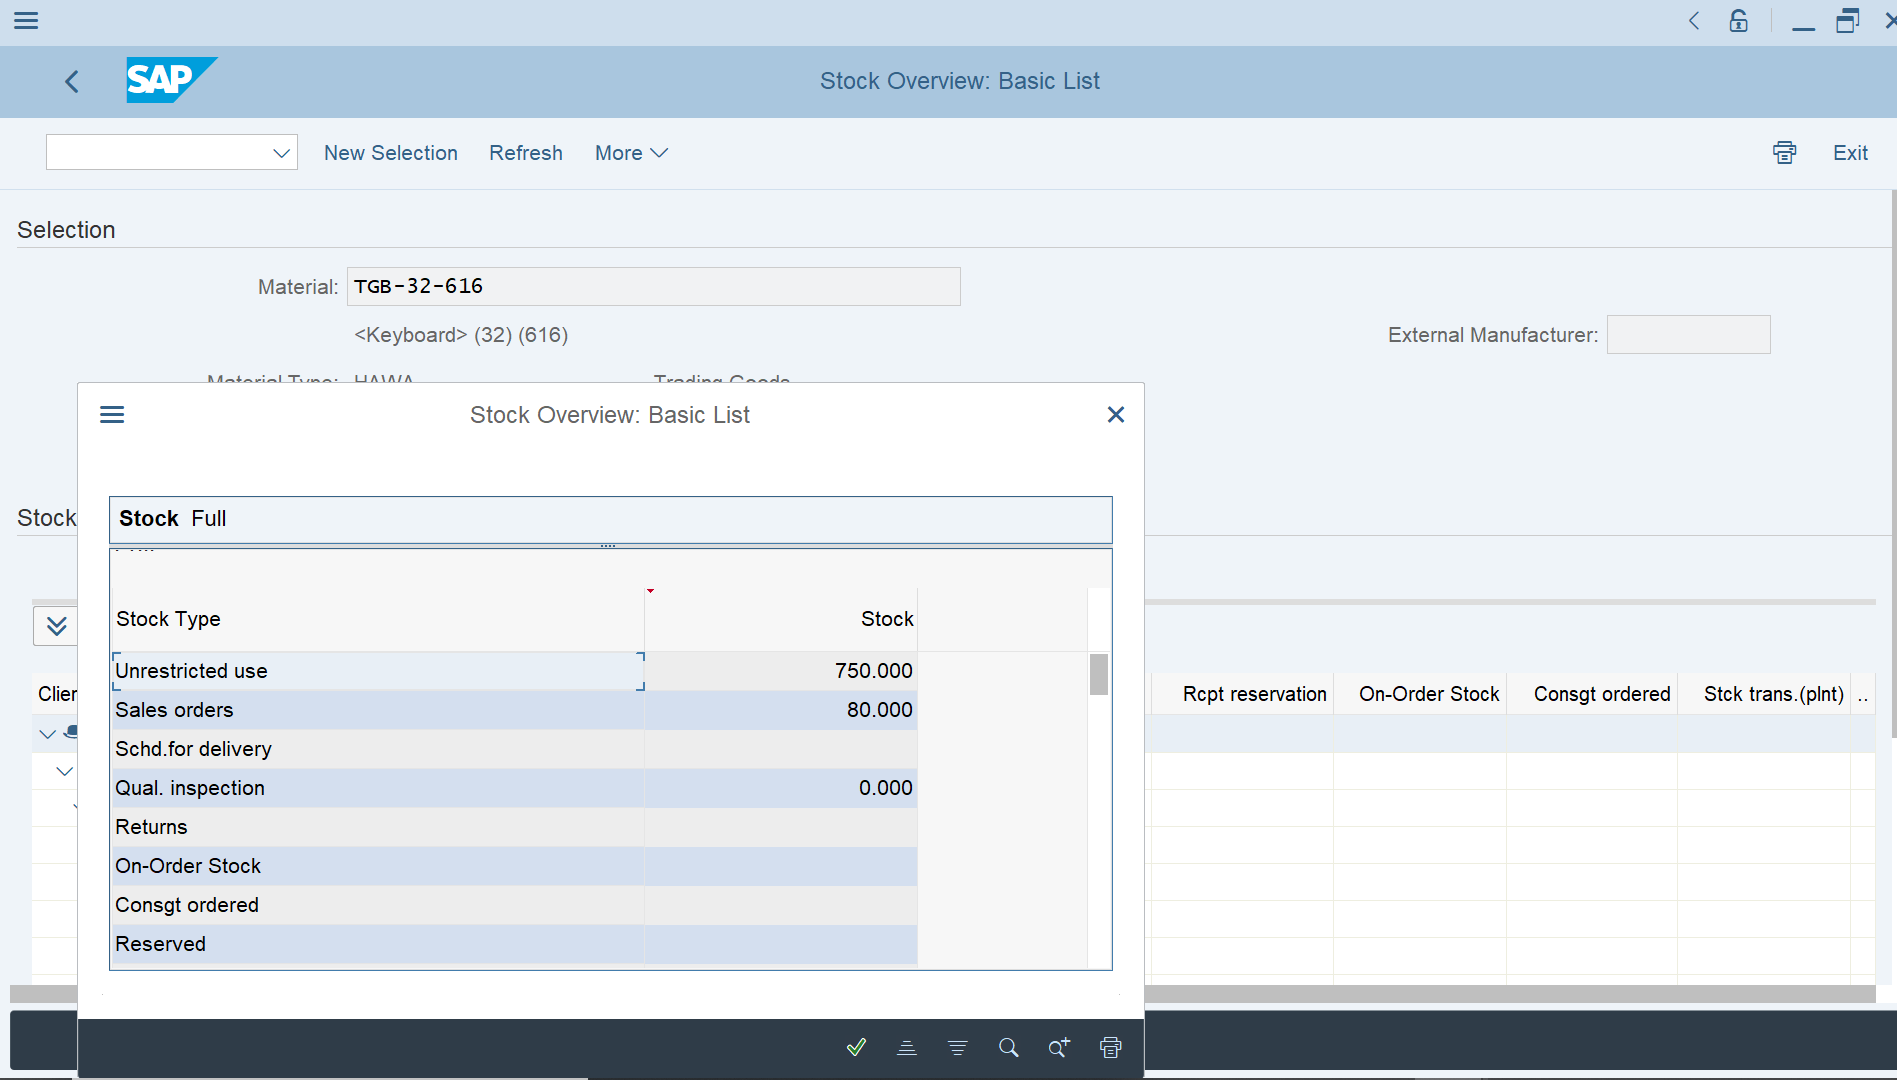 SAP
Stock Overview: Basic List
New Selection Refresh More Exit
Selection
Material: TGB-32-616
<Keyboard> (32) (616)
External Manufacturer:
Material Type: HAWA Trading Goods
Stock Overview: Basic List
Stock
Stock Full
Stock Type Stock
Unrestricted use 750.000
Sales orders 80.000
Schd.for delivery
Qual. inspection 0.000
Returns
On-Order Stock
Consgt ordered
Reserved
Clien Rcpt reservation On-Order Stock Consgt ordered Stck trans.(plnt) ..